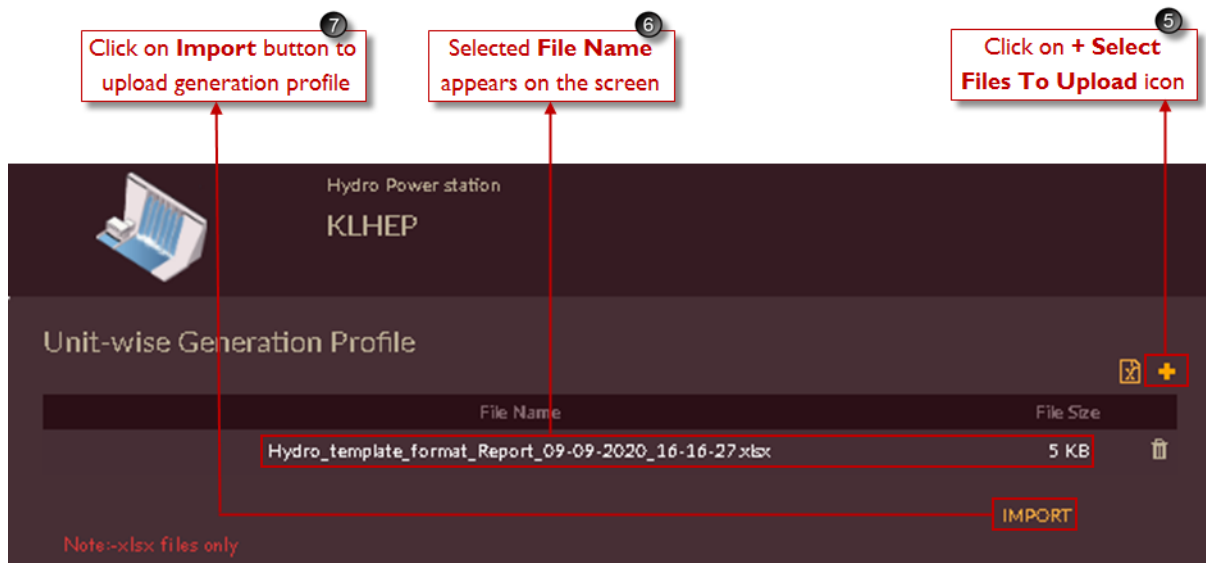 7
Click on Import button to
upload generation profile
6
Selected File Name
appears on the screen
5
Click on + Select
Files To Upload icon
Hydro Power station
KLHEP
Unit-wise Generation Profile
File Name File Size
Hydro_template_format_Report_09-09-2020_16-16-27.xlsx 5 KB
IMPORT
Note:-xlsx files only